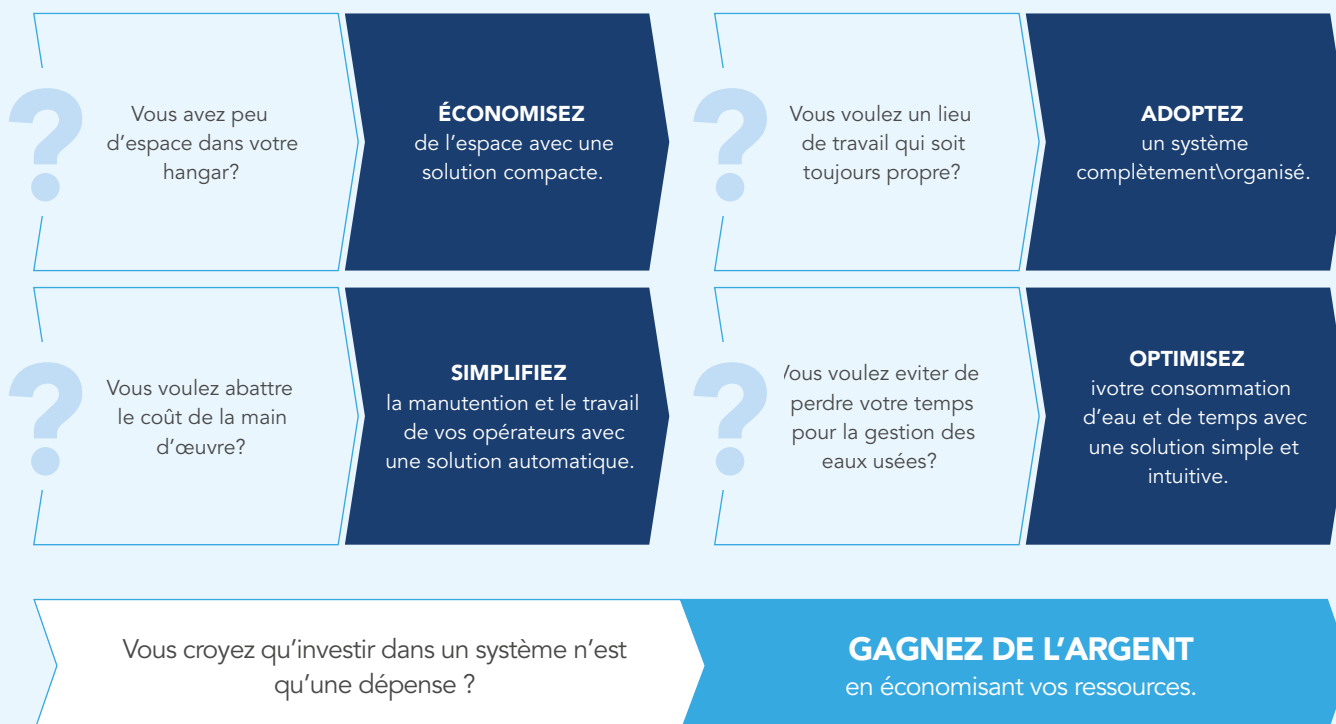 ?
Vous avez peu
d'espace dans votre
hangar?
ÉCONOMISEZ
de l'espace avec une
solution compacte.
?
Vous voulez un lieu
de travail qui soit
toujours propre?
ADOPTEZ
un système
complètement\organisé.
?
Vous voulez abattre
le coût de la main
d'œuvre?
SIMPLIFIEZ
la manutention et le travail
de vos opérateurs avec
une solution automatique.
?
Vous voulez eviter de
perdre votre temps
pour la gestion des
eaux usées?
OPTIMISEZ
ivotre consommation
d'eau et de temps avec
une solution simple et
intuitive.
Vous croyez qu'investir dans un système n'est
qu'une dépense ?
GAGNEZ DE L'ARGENT
en économisant vos ressources.